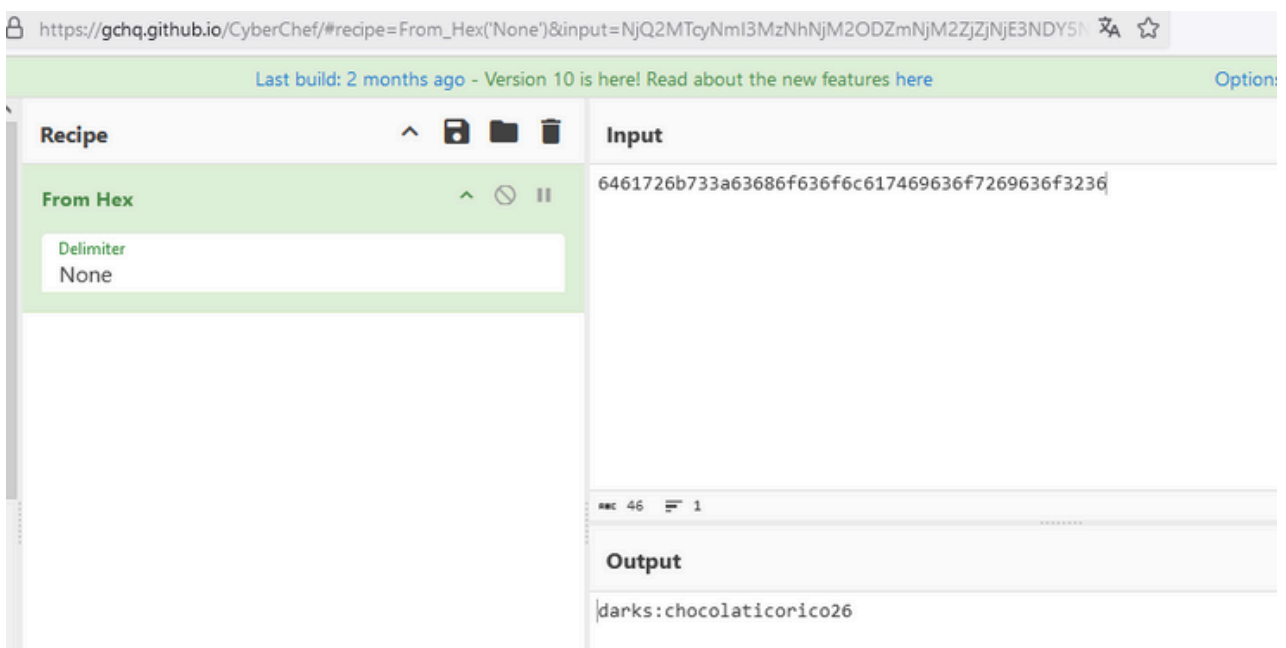 https://gchq.github.io/CyberChef/#recipe=From_Hex('None')&input=NjQ2MTcyNmI3MzNhNjM2ODZmNjM2ZjZjNjE3NDY5N
Last build: 2 months ago - Version 10 is here! Read about the new features here Options
Recipe
Input
From Hex
6461726b733a63686f636f6c617469636f7269636f3236
Delimiter
None
ABC 46 1
Output
darks:chocolaticorico26